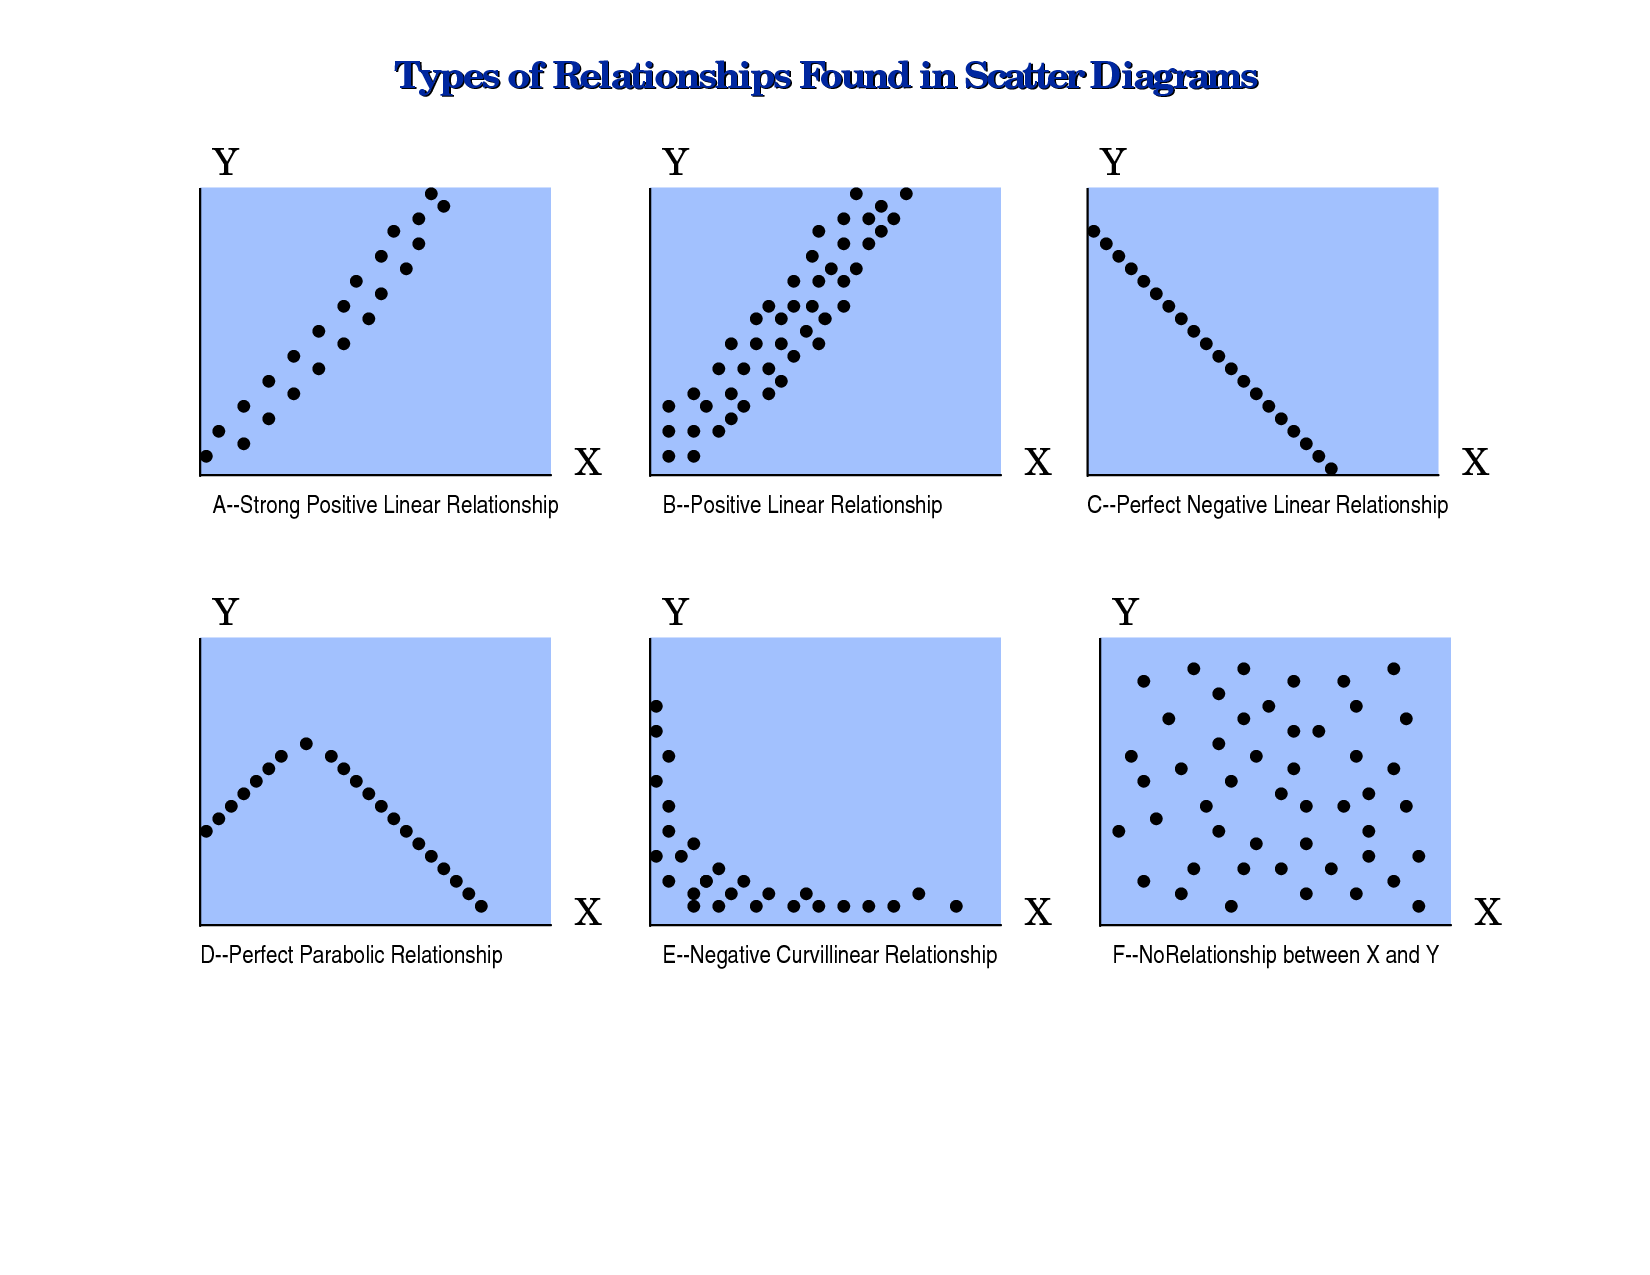 Types of Relationships Found in Scatter Diagrams
Y
Y
Y
X
X
X
A--Strong Positive Linear Relationship
B--Positive Linear Relationship
C--Perfect Negative Linear Relationship
Y
Y
Y
X
X
X
D--Perfect Parabolic Relationship
E--Negative Curvillinear Relationship
F--NoRelationship between X and Y